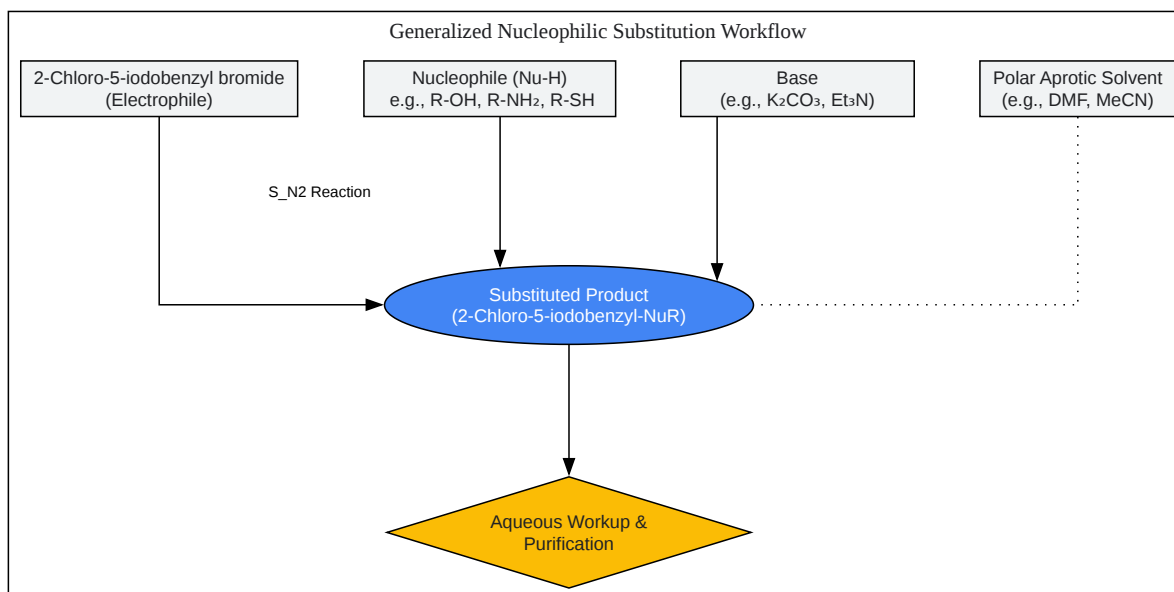 Generalized Nucleophilic Substitution Workflow
2-Chloro-5-iodobenzyl bromide
(Electrophile)
Nucleophile (Nu-H)
e.g., R-OH, R-NH₂, R-SH
Base
(e.g., K₂CO₃, Et₃N)
Polar Aprotic Solvent
(e.g., DMF, MeCN)
S_N2 Reaction
Substituted Product
(2-Chloro-5-iodobenzyl-NuR)
Aqueous Workup &
Purification